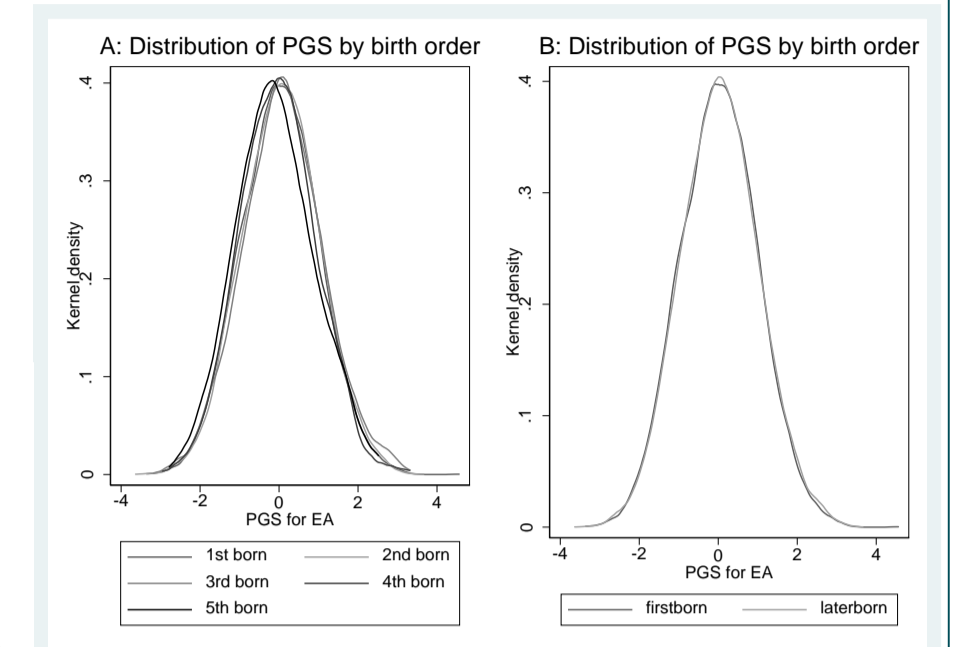 A: Distribution of PGS by birth order
Kernel density
.4
.3
.2
.1
0
-4 -2 0 2 4
PGS for EA
1st born 2nd born
3rd born 4th born
5th born
B: Distribution of PGS by birth order
Kernel density
.4
.3
.2
.1
0
-4 -2 0 2 4
PGS for EA
firstborn laterborn